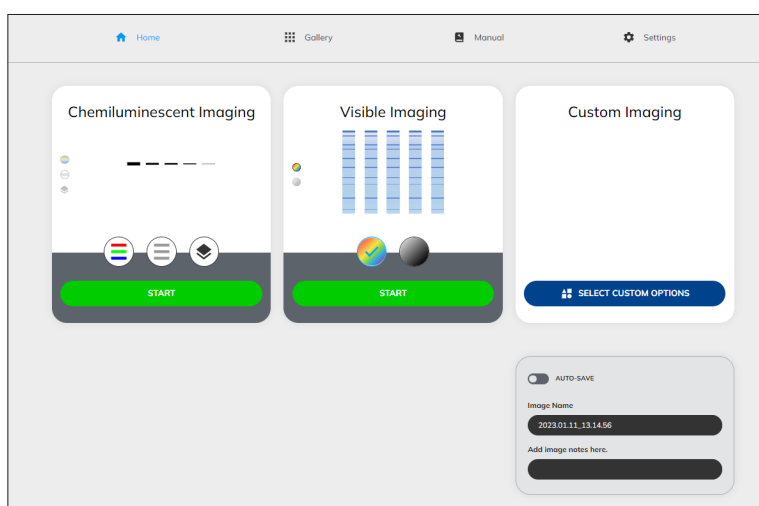 Home
Gallery
Manual
Settings
Chemiluminescent Imaging
Visible Imaging
Custom Imaging
START
START
SELECT CUSTOM OPTIONS
AUTO-SAVE
Image Name
2023.01.11_13.14.56
Add image notes here.